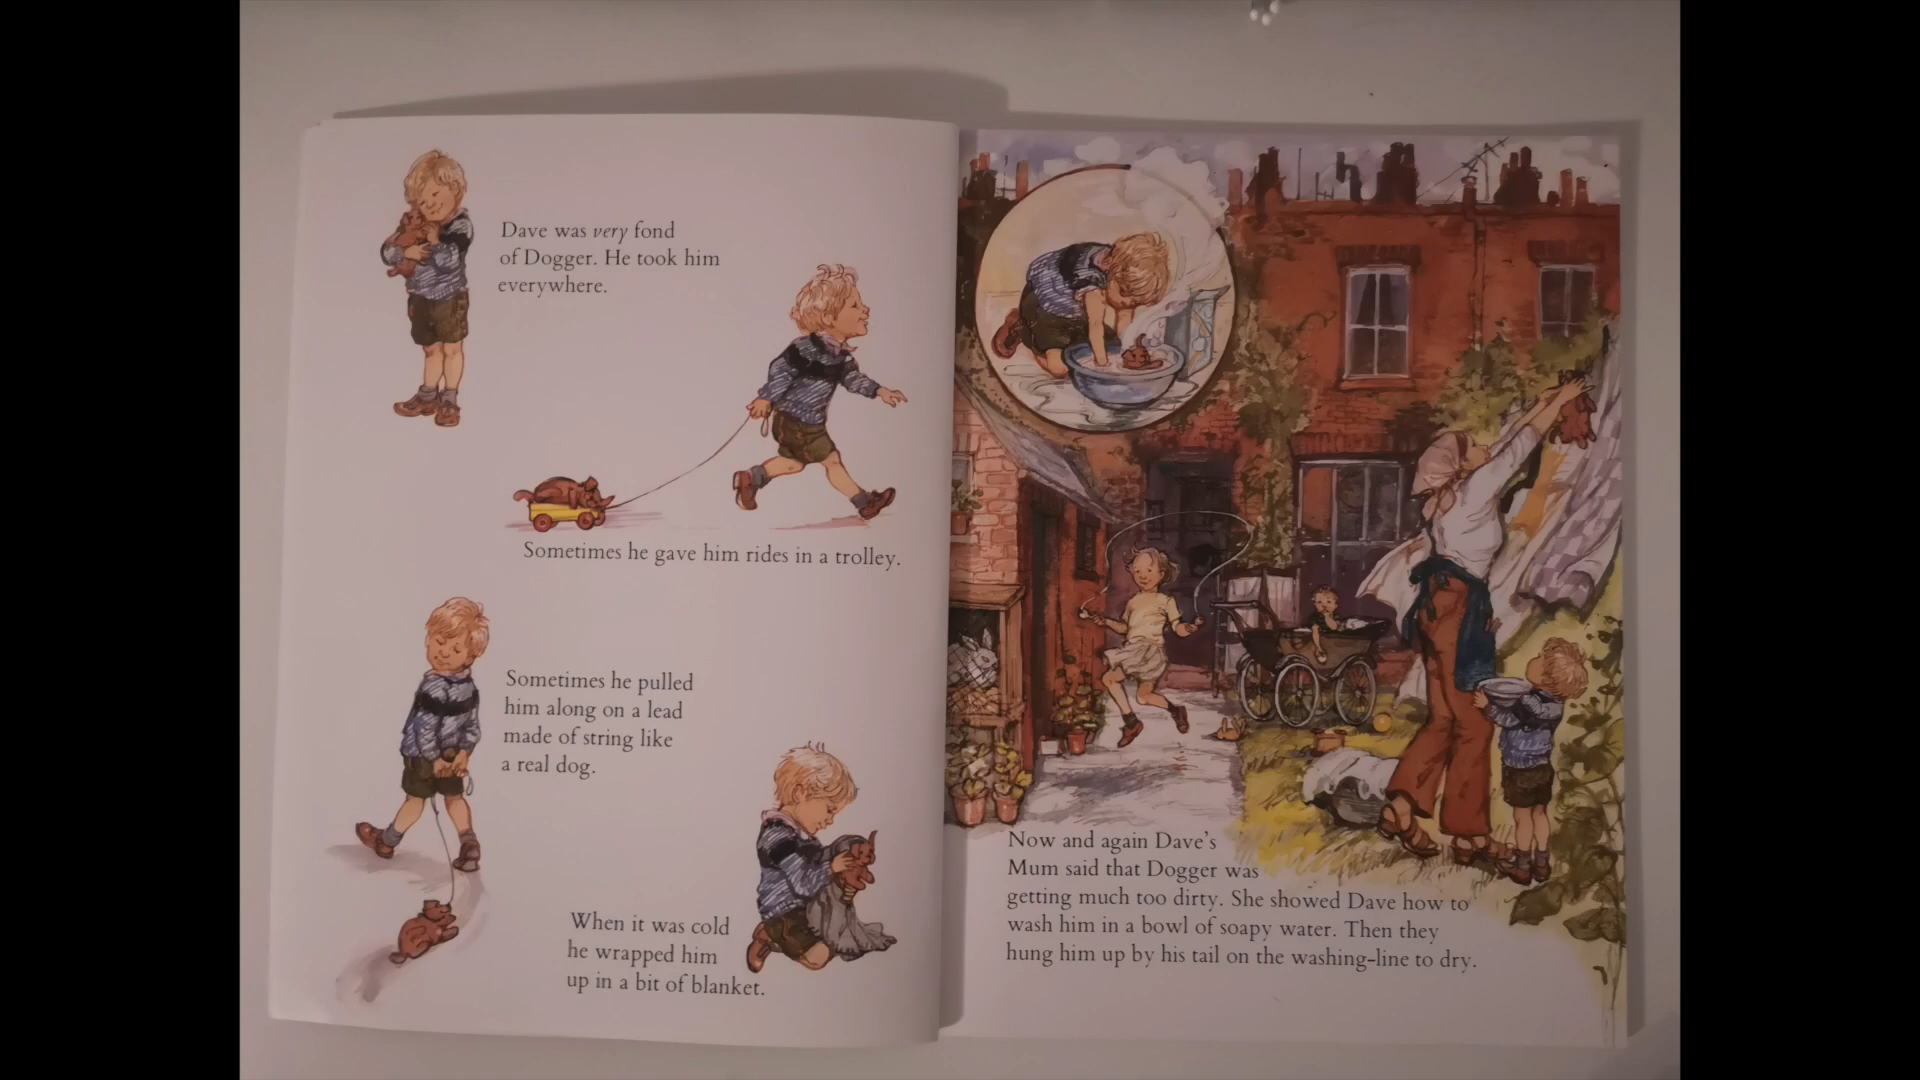 Dave was very fond
of Dogger. He took him
everywhere.
Sometimes he gave him rides in a trolley.
Sometimes he pulled
him along on a lead
made of string like
a real dog.
When it was cold
he wrapped him
up in a bit of blanket.
Now and again Dave's
Mum said that Dogger was
getting much too dirty. She showed Dave how to
wash him in a bowl of soapy water. Then they
hung him up by his tail on the washing-line to dry.